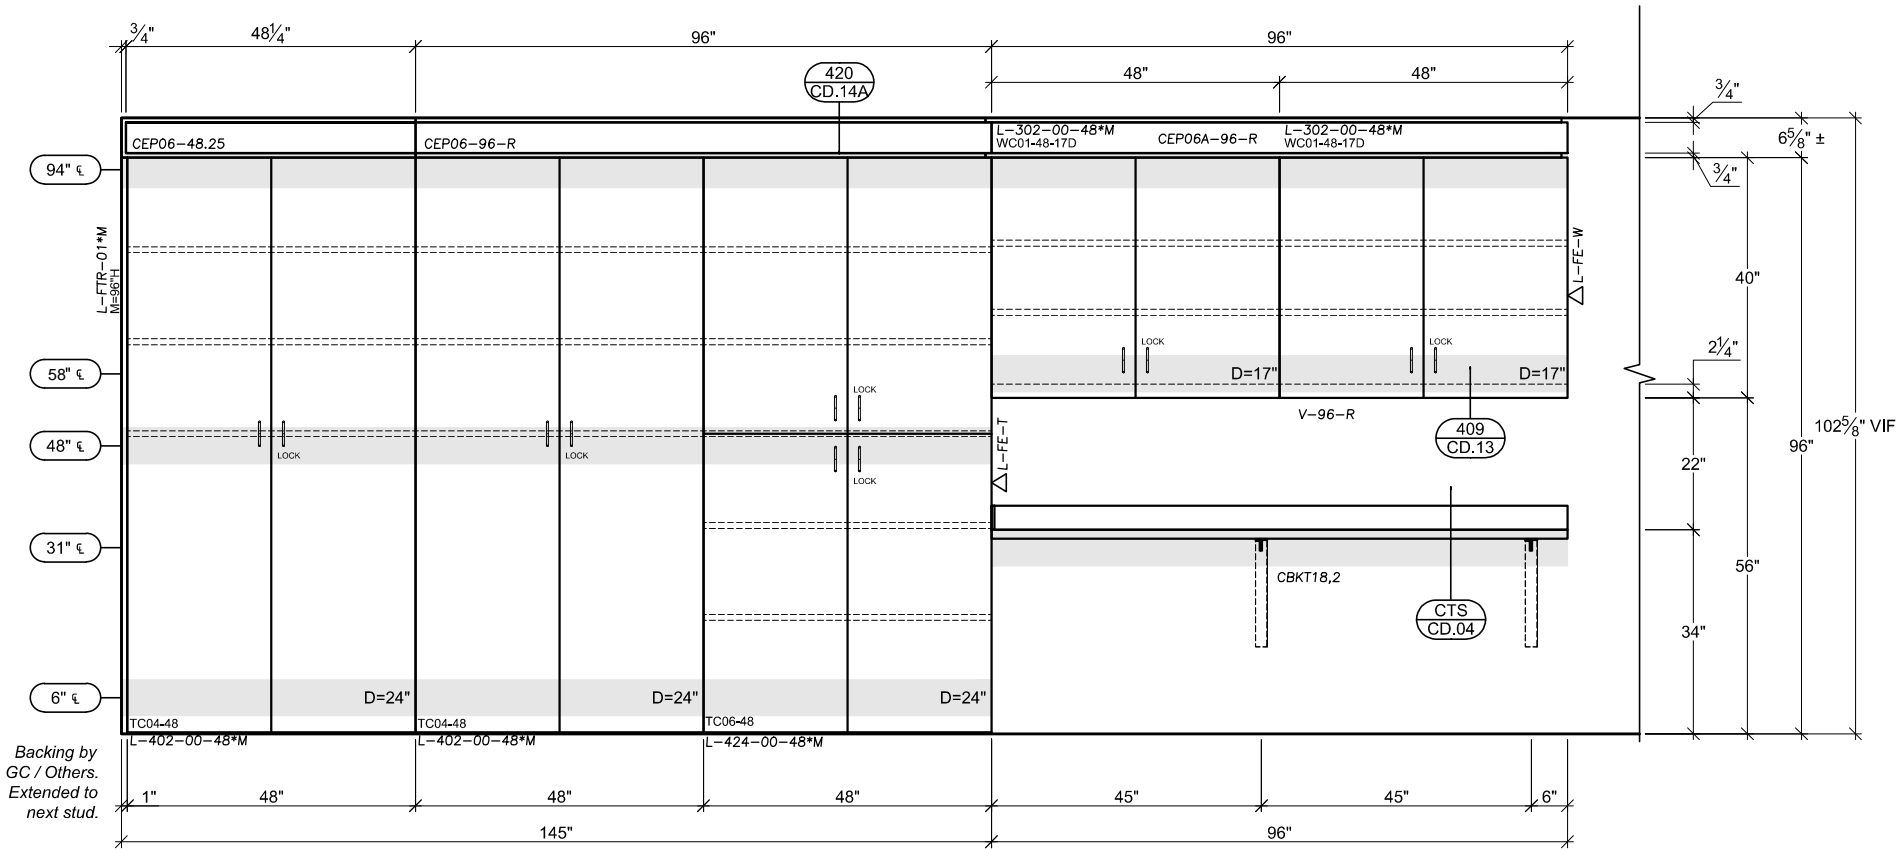 3/4"
48 1/4"
96"
96"
48"
48"
420
CD.14A
3/4"
6 5/8" ±
3/4"
CEP06-48.25
CEP06-96-R
L-302-00-48*M
WC01-48-17D
CEP06A-96-R
L-302-00-48*M
WC01-48-17D
94" ℄
L-FTR-01*M
M=96"H
L-FE-W
40"
LOCK
LOCK
58" ℄
D=17"
D=17"
2 1/4"
LOCK
V-96-R
409
CD.13
102 5/8" VIF
48" ℄
LOCK
LOCK
LOCK
L-FE-T
22"
96"
31" ℄
CBKT18,2
56"
CTS
CD.04
34"
6" ℄
D=24"
D=24"
D=24"
TC04-48
L-402-00-48*M
TC04-48
L-402-00-48*M
TC06-48
L-424-00-48*M
Backing by
GC / Others.
Extended to
next stud.
1"
48"
48"
48"
45"
45"
6"
145"
96"